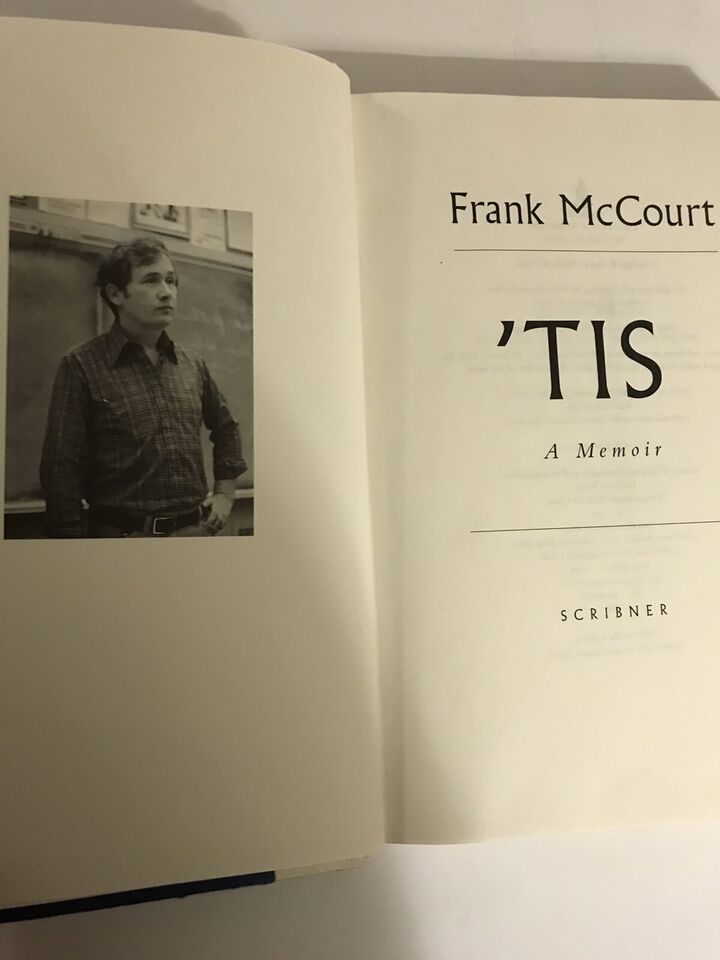 Frank McCourt
’TIS
A Memoir
SCRIBNER